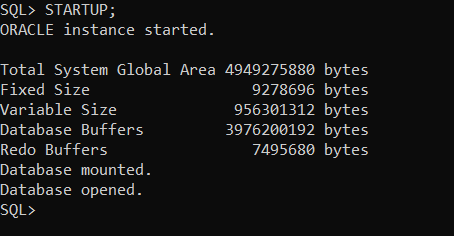 SQL> STARTUP;
ORACLE instance started.

Total System Global Area 4949275880 bytes
Fixed Size                  9278696 bytes
Variable Size             956301312 bytes
Database Buffers         3976200192 bytes
Redo Buffers                7495680 bytes
Database mounted.
Database opened.
SQL>